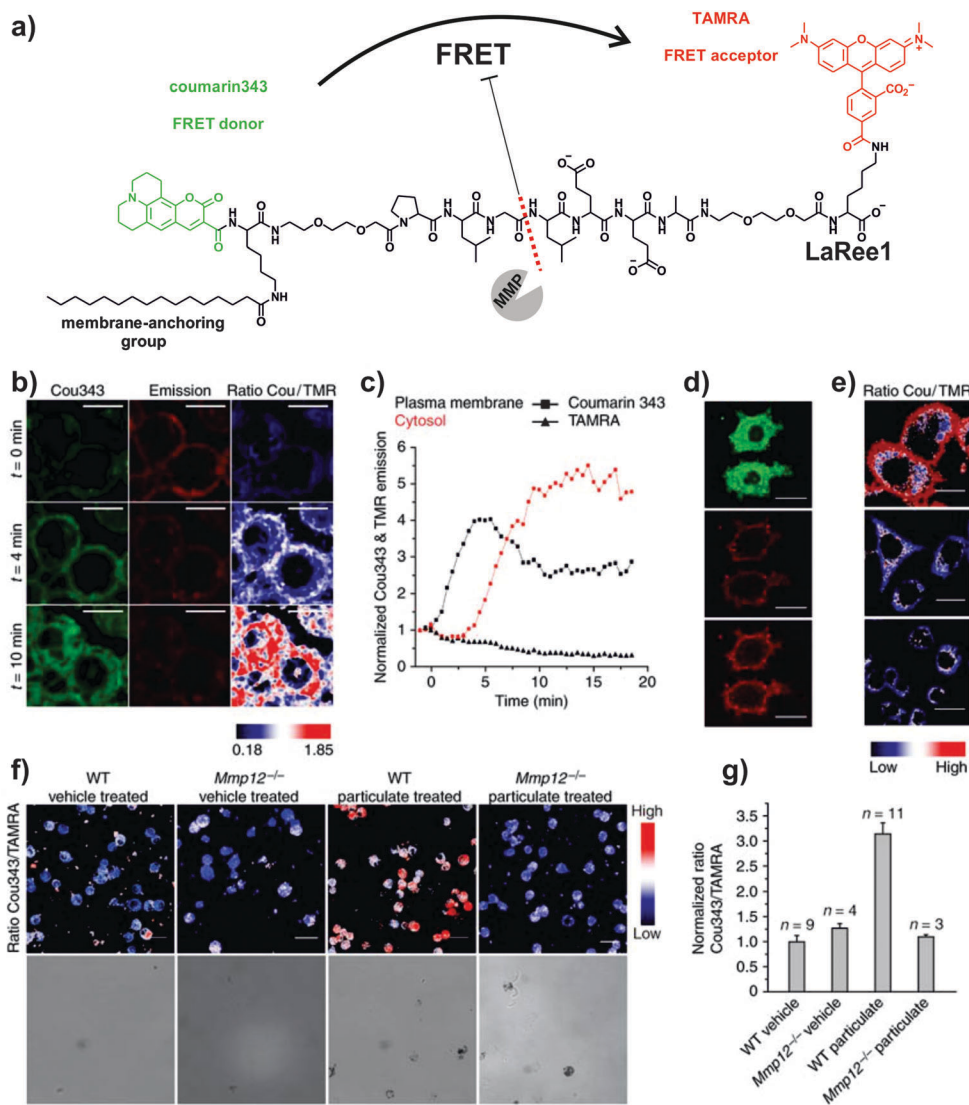 a)
FRET
TAMRA
FRET acceptor
coumarin343
FRET donor
N
N
+
O
CO₂⁻
O
NH
N
O
O
O
H
N
O
H
N
O
O
N
O
H
N
O
N
H
O
H
N
O
O
O⁻
N
H
O
H
N
O
N
H
O
O
H
N
O
O⁻
O
O⁻
NH
O
MMP
LaRee1
membrane-anchoring
group
b)
Cou343
Emission
Ratio Cou/TMR
t = 0 min
t = 4 min
t = 10 min
0.18
1.85
c)
Plasma membrane
Cytosol
Coumarin 343
TAMRA
Normalized Cou343 & TMR emission
6
5
4
3
2
1
0
0
5
10
15
20
Time (min)
d)
e)
Ratio Cou/TMR
Low
High
f)
WT
vehicle treated
Mmp12⁻/⁻
vehicle treated
WT
particulate treated
Mmp12⁻/⁻
particulate treated
Ratio Cou343/TAMRA
High
Low
g)
Normalized ratio
Cou343/TAMRA
3.5
3.0
2.5
2.0
1.5
1.0
0.5
0
n = 9
n = 4
n = 11
n = 3
WT vehicle
Mmp12⁻/⁻ vehicle
WT particulate
Mmp12⁻/⁻ particulate